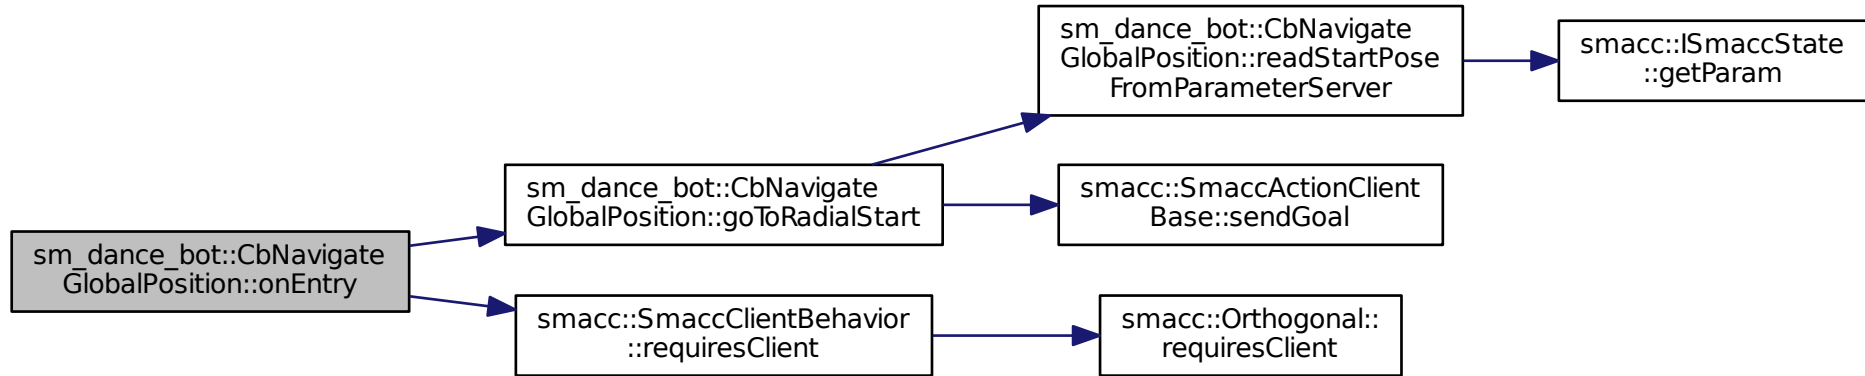 sm_dance_bot::CbNavigate
GlobalPosition::onEntry
sm_dance_bot::CbNavigate
GlobalPosition::goToRadialStart
sm_dance_bot::CbNavigate
GlobalPosition::readStartPose
FromParameterServer
smacc::ISmaccState
::getParam
smacc::SmaccActionClient
Base::sendGoal
smacc::SmaccClientBehavior
::requiresClient
smacc::Orthogonal::
requiresClient